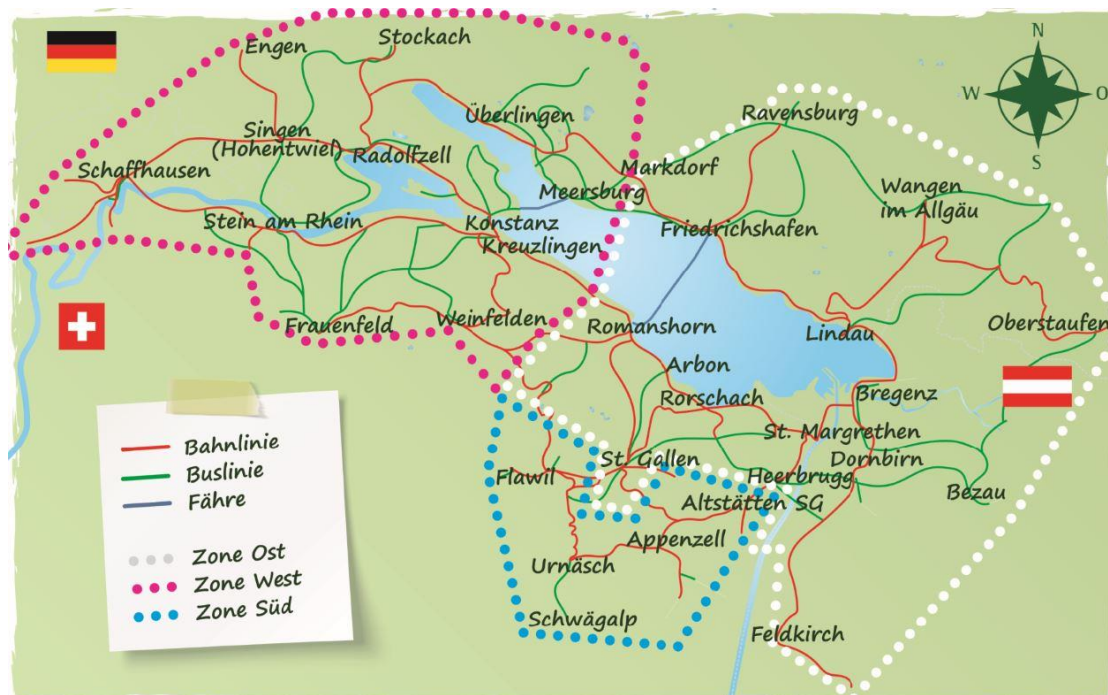 Engen
Stockach
N
W
O
S
Überlingen
Ravensburg
Singen
(Hohentwiel)
Radolfzell
Schaffhausen
Markdorf
Meersburg
Wangen
im Allgäu
Stein am Rhein
Konstanz
Friedrichshafen
Kreuzlingen
Frauenfeld
Weinfelden
Romanshorn
Lindau
Oberstaufen
Arbon
Rorschach
Bregenz
St. Margrethen
Dornbirn
St. Gallen
Flawil
Heerbrugg
Bezau
Altstätten SG
Appenzell
Urnäsch
Schwägalp
Feldkirch
Bahnlinie
Buslinie
Fähre
Zone Ost
Zone West
Zone Süd